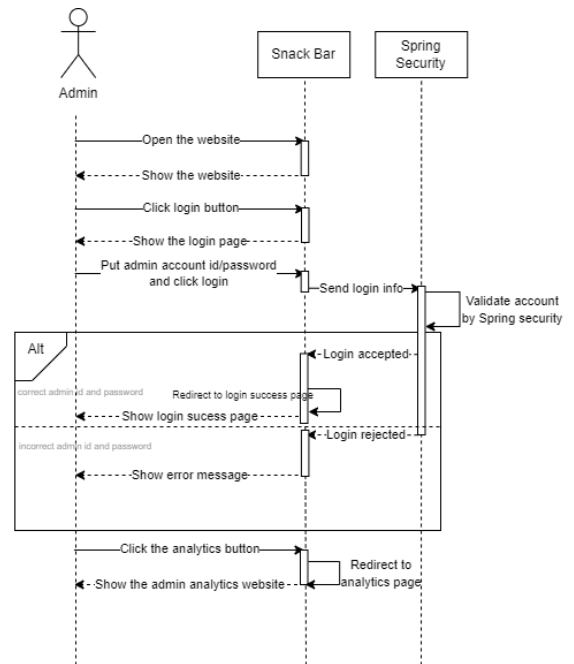 Admin
Snack Bar
Spring
Security
Open the website
Show the website
Click login button
Show the login page
Put admin account id/password
and click login
Send login info
Validate account
by Spring security
Alt
Login accepted
correct admin id and password
Redirect to login success page
Show login sucess page
Login rejected
incorrect admin id and password
Show error message
Click the analytics button
Redirect to
analytics page
Show the admin analytics website